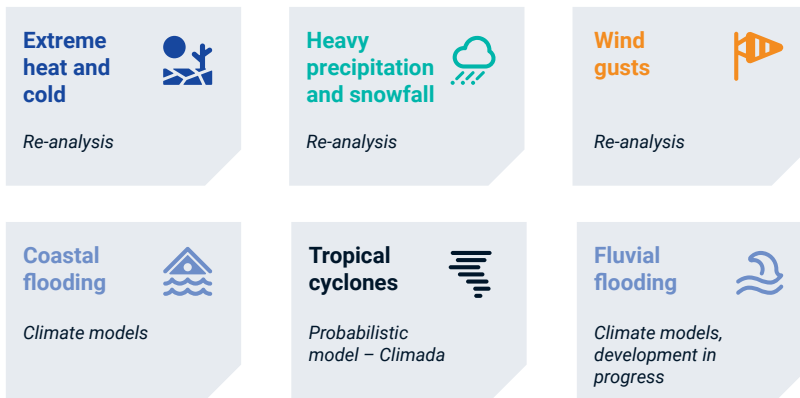 Extreme
heat and
cold
Re-analysis
Heavy
precipitation
and snowfall
Re-analysis
Wind
gusts
Re-analysis
Coastal
flooding
Climate models
Tropical
cyclones
Probabilistic
model – Climada
Fluvial
flooding
Climate models,
development in
progress